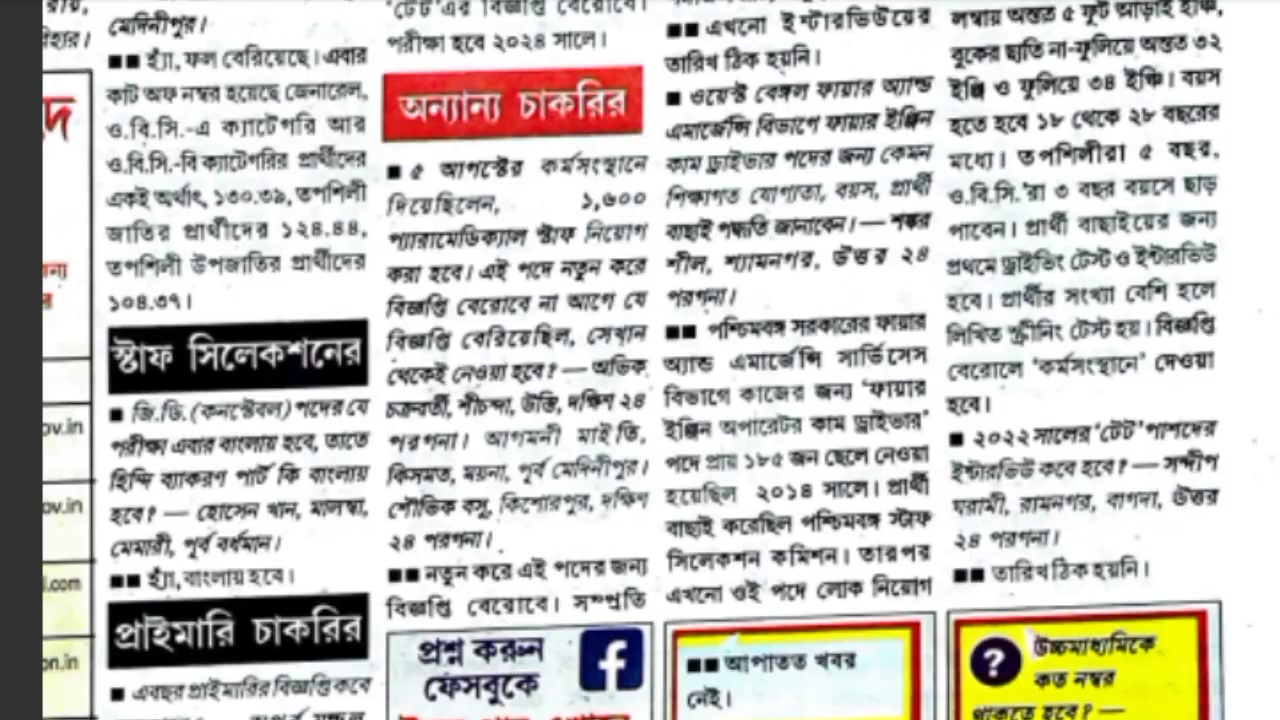 মেদিনীপুর।
■■ হ্যাঁ, ফল বেরিয়েছে। এবার
কাট অফ নম্বর হয়েছে জেনারেল,
ও.বি.সি.-এ ক্যাটেগরি আর
ও.বি.সি.-বি ক্যাটেগরির প্রার্থীদের
একই অর্থাৎ, ১৩০.৩৯, তপশিলী
জাতির প্রার্থীদের ১২৪.৪৪,
তপশিলী উপজাতির প্রার্থীদের
১০৪.৩৭।
স্টাফ সিলেকশনের
■ জি.ডি. (কনস্টেবল) পদের যে
পরীক্ষা এবার বাংলায় হবে, তাতে
হিন্দি ব্যাকরণ পার্ট কি বাংলায়
হবে? — হোসেন খান, মালম্বা,
মেমারী, পূর্ব বর্ধমান।
■■ হ্যাঁ, বাংলায় হবে।
প্রাইমারি চাকরির
■ এবছর প্রাইমারির বিজ্ঞপ্তি কবে
'টেট'এর বিজ্ঞপ্তি বেরোবে।
পরীক্ষা হবে ২০২৪ সালে।
অন্যান্য চাকরির
■ ৫ আগস্টের কর্মসংস্থানে
দিয়েছিলেন, ১,৬০০
প্যারামেডিক্যাল স্টাফ নিয়োগ
করা হবে। এই পদে নতুন করে
বিজ্ঞপ্তি বেরোবে না আগে যে
বিজ্ঞপ্তি বেরিয়েছিল, সেখান
থেকেই নেওয়া হবে? — অভিক
চক্রবর্তী, শীচন্দা, উস্তি, দক্ষিণ ২৪
পরগনা। আগমনী মাইতি,
কিসমত, ময়না, পূর্ব মেদিনীপুর।
শৌভিক বসু, কিশোরপুর, দক্ষিণ
২৪ পরগনা।
■■ নতুন করে এই পদের জন্য
বিজ্ঞপ্তি বেরোবে। সম্প্রতি
প্রশ্ন করুন
ফেসবুকে
f
■■ এখনো ইন্টারভিউয়ের
তারিখ ঠিক হয়নি।
■ ওয়েস্ট বেঙ্গল ফায়ার অ্যান্ড
এমার্জেন্সি বিভাগে ফায়ার ইঞ্জিন
কাম ড্রাইভার পদের জন্য কেমন
শিক্ষাগত যোগ্যতা, বয়স, প্রার্থী
বাছাই পদ্ধতি জানাবেন। — শঙ্কর
শীল, শ্যামনগর, উত্তর ২৪
পরগনা।
■■ পশ্চিমবঙ্গ সরকারের ফায়ার
অ্যান্ড এমার্জেন্সি সার্ভিসেস
বিভাগে কাজের জন্য 'ফায়ার
ইঞ্জিন অপারেটর কাম ড্রাইভার'
পদে প্রায় ১৮৫ জন ছেলে নেওয়া
হয়েছিল ২০১৪ সালে। প্রার্থী
বাছাই করেছিল পশ্চিমবঙ্গ স্টাফ
সিলেকশন কমিশন। তারপর
এখনো ওই পদে লোক নিয়োগ
■■ আপাতত খবর
নেই।
লম্বায় অন্তত ৫ ফুট আড়াই ইঞ্চি,
বুকের ছাতি না-ফুলিয়ে অন্তত ৩২
ইঞ্চি ও ফুলিয়ে ৩৪ ইঞ্চি। বয়স
হতে হবে ১৮ থেকে ২৮ বছরের
মধ্যে। তপশিলীরা ৫ বছর,
ও.বি.সি.'রা ৩ বছর বয়সে ছাড়
পাবেন। প্রার্থী বাছাইয়ের জন্য
প্রথমে ড্রাইভিং টেস্ট ও ইন্টারভিউ
হবে। প্রার্থীর সংখ্যা বেশি হলে
লিখিত স্ক্রীনিং টেস্ট হয়। বিজ্ঞপ্তি
বেরোলে 'কর্মসংস্থানে' দেওয়া
হবে।
■ ২০২২ সালের 'টেট' পাশদের
ইন্টারভিউ কবে হবে? — সন্দীপ
ঘরামী, রামনগর, বাগদা, উত্তর
২৪ পরগনা।
■■ তারিখ ঠিক হয়নি।
? উচ্চমাধ্যমিকে
কত নম্বর
থাকতে হবে? —